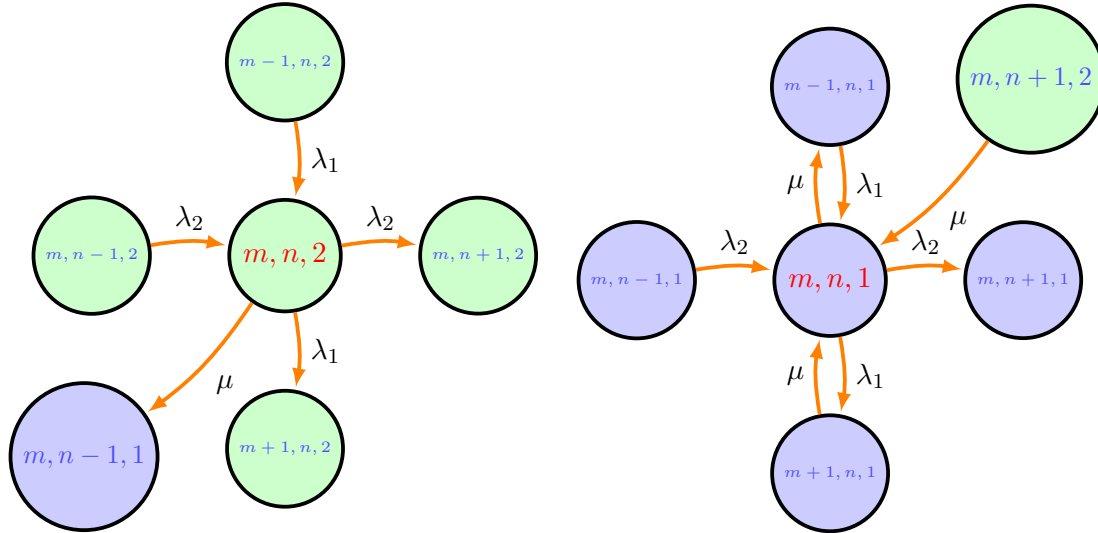 m − 1, n, 2
λ₁
m, n − 1, 2
λ₂
m, n, 2
λ₂
m, n + 1, 2
μ
λ₁
m, n − 1, 1
m + 1, n, 2
m − 1, n, 1
m, n + 1, 2
μ
λ₁
μ
m, n − 1, 1
λ₂
m, n, 1
λ₂
m, n + 1, 1
μ
λ₁
m + 1, n, 1